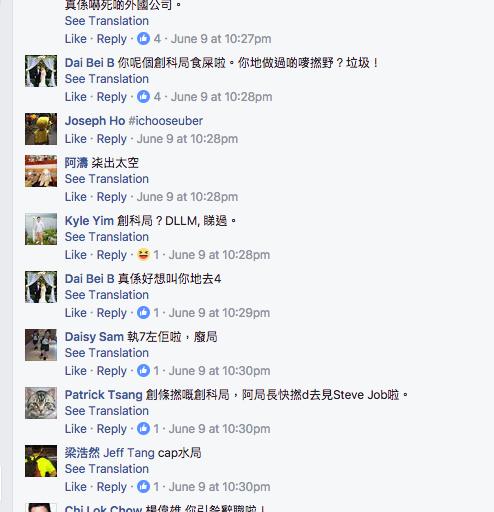 真係嚇死啲外國公司。
See Translation
Like · Reply · 4 · June 9 at 10:27pm
Dai Bei B 你呢個創科局食屎啦。你地做過啲嘜撚野？垃圾！
See Translation
Like · Reply · 4 · June 9 at 10:28pm
Joseph Ho #ichooseuber
Like · Reply · June 9 at 10:28pm
阿濤 柒出太空
See Translation
Like · Reply · June 9 at 10:28pm
Kyle Yim 創科局？DLLM, 睇過。
See Translation
Like · Reply · 1 · June 9 at 10:28pm
Dai Bei B 真係好想叫你地去4
See Translation
Like · Reply · 1 · June 9 at 10:29pm
Daisy Sam 執7左佢啦，廢局
See Translation
Like · Reply · 1 · June 9 at 10:30pm
Patrick Tsang 創條撚嘅創科局，阿局長快撚d去見Steve Job啦。
See Translation
Like · Reply · 1 · June 9 at 10:30pm
梁浩然 Jeff Tang cap水局
See Translation
Like · Reply · 1 · June 9 at 10:30pm
Chi Lok Chow 楊偉雄 你引咎辭職啦！